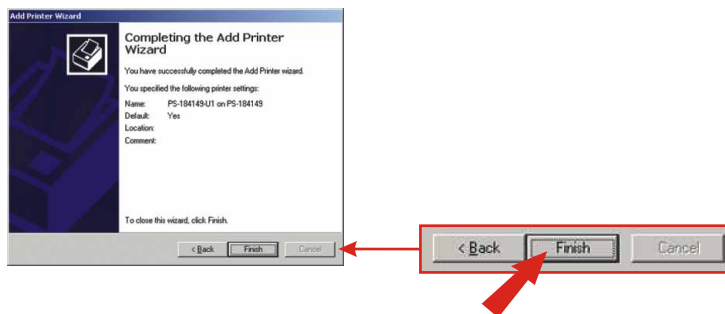 Add Printer Wizard
Completing the Add Printer
Wizard
You have successfully completed the Add Printer wizard.
You specified the following printer settings:
Name: PS-184149-U1 on PS-184149
Default: Yes
Location:
Comment:
To close this wizard, click Finish.
< Back Finish Cancel
< Back Finish Cancel